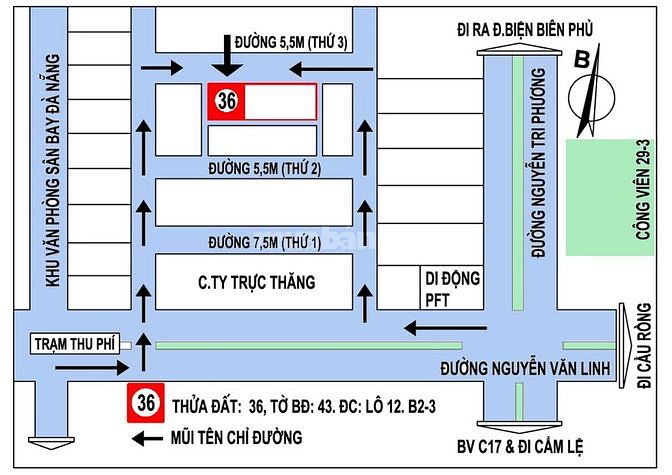 ĐƯỜNG 5,5M (THỨ 3)
ĐI RA Đ.BIỆN BIÊN PHỦ
B
36
KHU VĂN PHÒNG SÂN BAY ĐÀ NẴNG
ĐƯỜNG NGUYỄN TRI PHƯƠNG
CÔNG VIÊN 29-3
ĐƯỜNG 5,5M (THỨ 2)
ĐƯỜNG 7,5M (THỨ 1)
C.TY TRỰC THĂNG
DI ĐỘNG
PFT
TRẠM THU PHÍ
ĐƯỜNG NGUYỄN VĂN LINH
ĐI CẦU RÒNG
36
THỬA ĐẤT: 36, TỜ BĐ: 43. ĐC: LÔ 12. B2-3
MŨI TÊN CHỈ ĐƯỜNG
BV C17 & ĐI CẨM LỆ